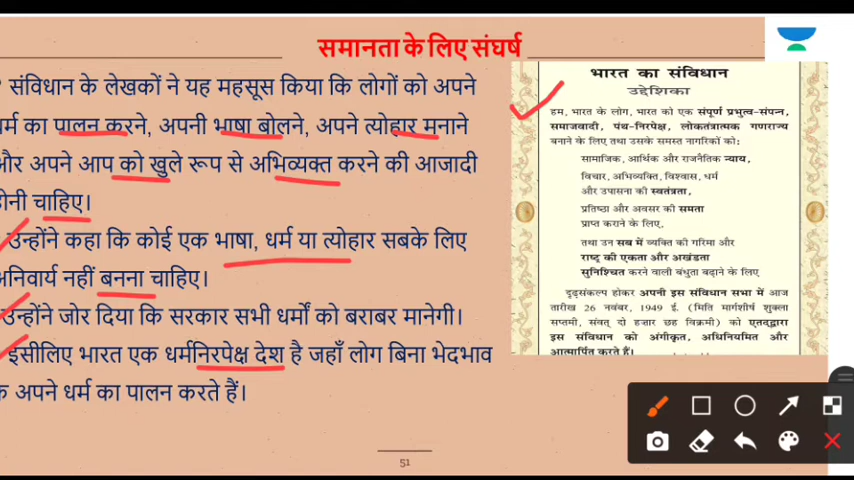 समानता के लिए संघर्ष
संविधान के लेखकों ने यह महसूस किया कि लोगों को अपने
र्म का पालन करने, अपनी भाषा बोलने, अपने त्योहार मनाने
और अपने आप को खुले रूप से अभिव्यक्त करने की आजादी
होनी चाहिए।
उन्होंने कहा कि कोई एक भाषा, धर्म या त्योहार सबके लिए
अनिवार्य नहीं बनना चाहिए।
उन्होंने जोर दिया कि सरकार सभी धर्मों को बराबर मानेगी।
इसीलिए भारत एक धर्मनिरपेक्ष देश है जहाँ लोग बिना भेदभाव
के अपने धर्म का पालन करते हैं।
भारत का संविधान
उद्देशिका
हम, भारत के लोग, भारत को एक संपूर्ण प्रभुत्व-संपन्न,
समाजवादी, पंथ-निरपेक्ष, लोकतंत्रात्मक गणराज्य
बनाने के लिए तथा उसके समस्त नागरिकों को:
सामाजिक, आर्थिक और राजनैतिक न्याय,
विचार, अभिव्यक्ति, विश्वास, धर्म
और उपासना की स्वतंत्रता,
प्रतिष्ठा और अवसर की समता
प्राप्त कराने के लिए,
तथा उन सब में व्यक्ति की गरिमा और
राष्ट्र की एकता और अखंडता
सुनिश्चित करने वाली बंधुता बढ़ाने के लिए
दृढ़संकल्प होकर अपनी इस संविधान सभा में आज
तारीख 26 नवंबर, 1949 ई. (मिति मार्गशीर्ष शुक्ला
सप्तमी, संवत् दो हजार छह विक्रमी) को एतद्द्वारा
इस संविधान को अंगीकृत, अधिनियमित और
आत्मार्पित करते हैं।
51